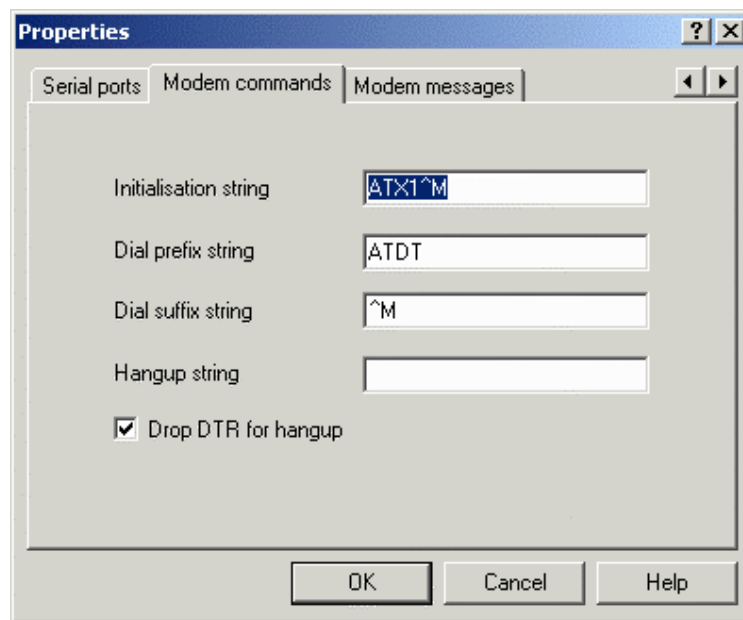 Properties
Serial ports Modem commands Modem messages
Initialisation string ATX1^M
Dial prefix string ATDT
Dial suffix string ^M
Hangup string
Drop DTR for hangup
OK Cancel Help